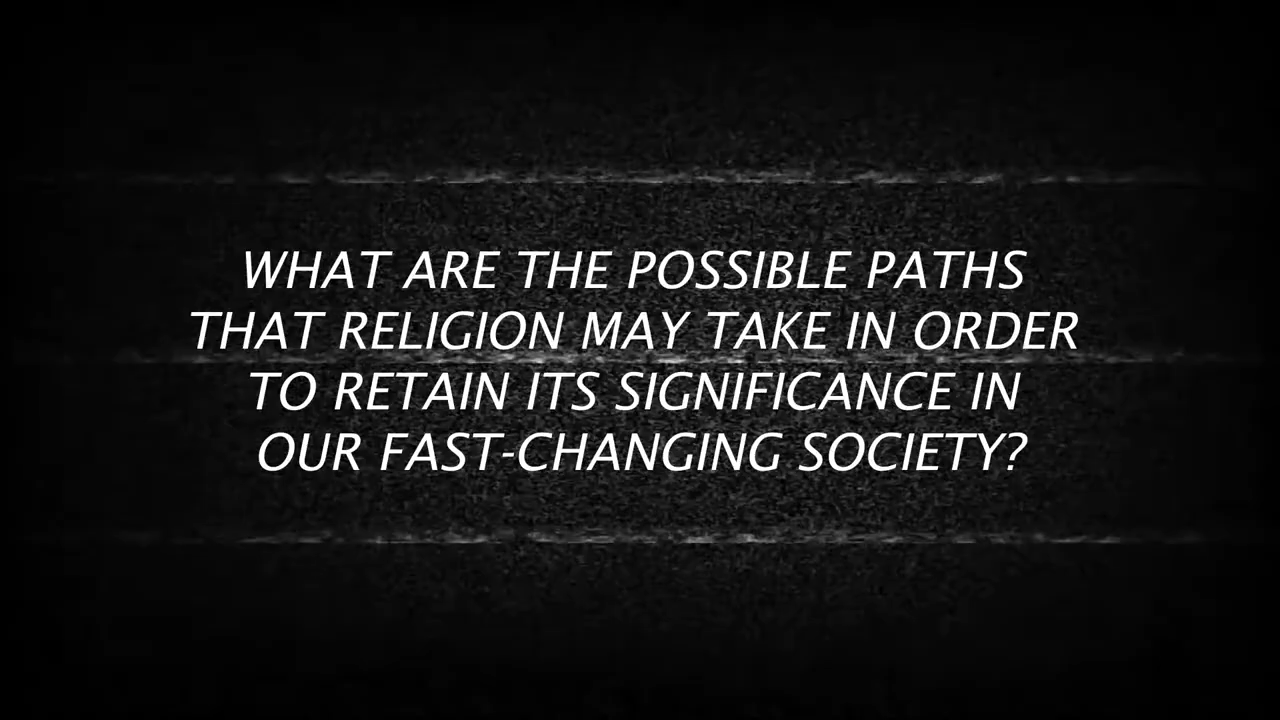 WHAT ARE THE POSSIBLE PATHS
THAT RELIGION MAY TAKE IN ORDER
TO RETAIN ITS SIGNIFICANCE IN
OUR FAST-CHANGING SOCIETY?